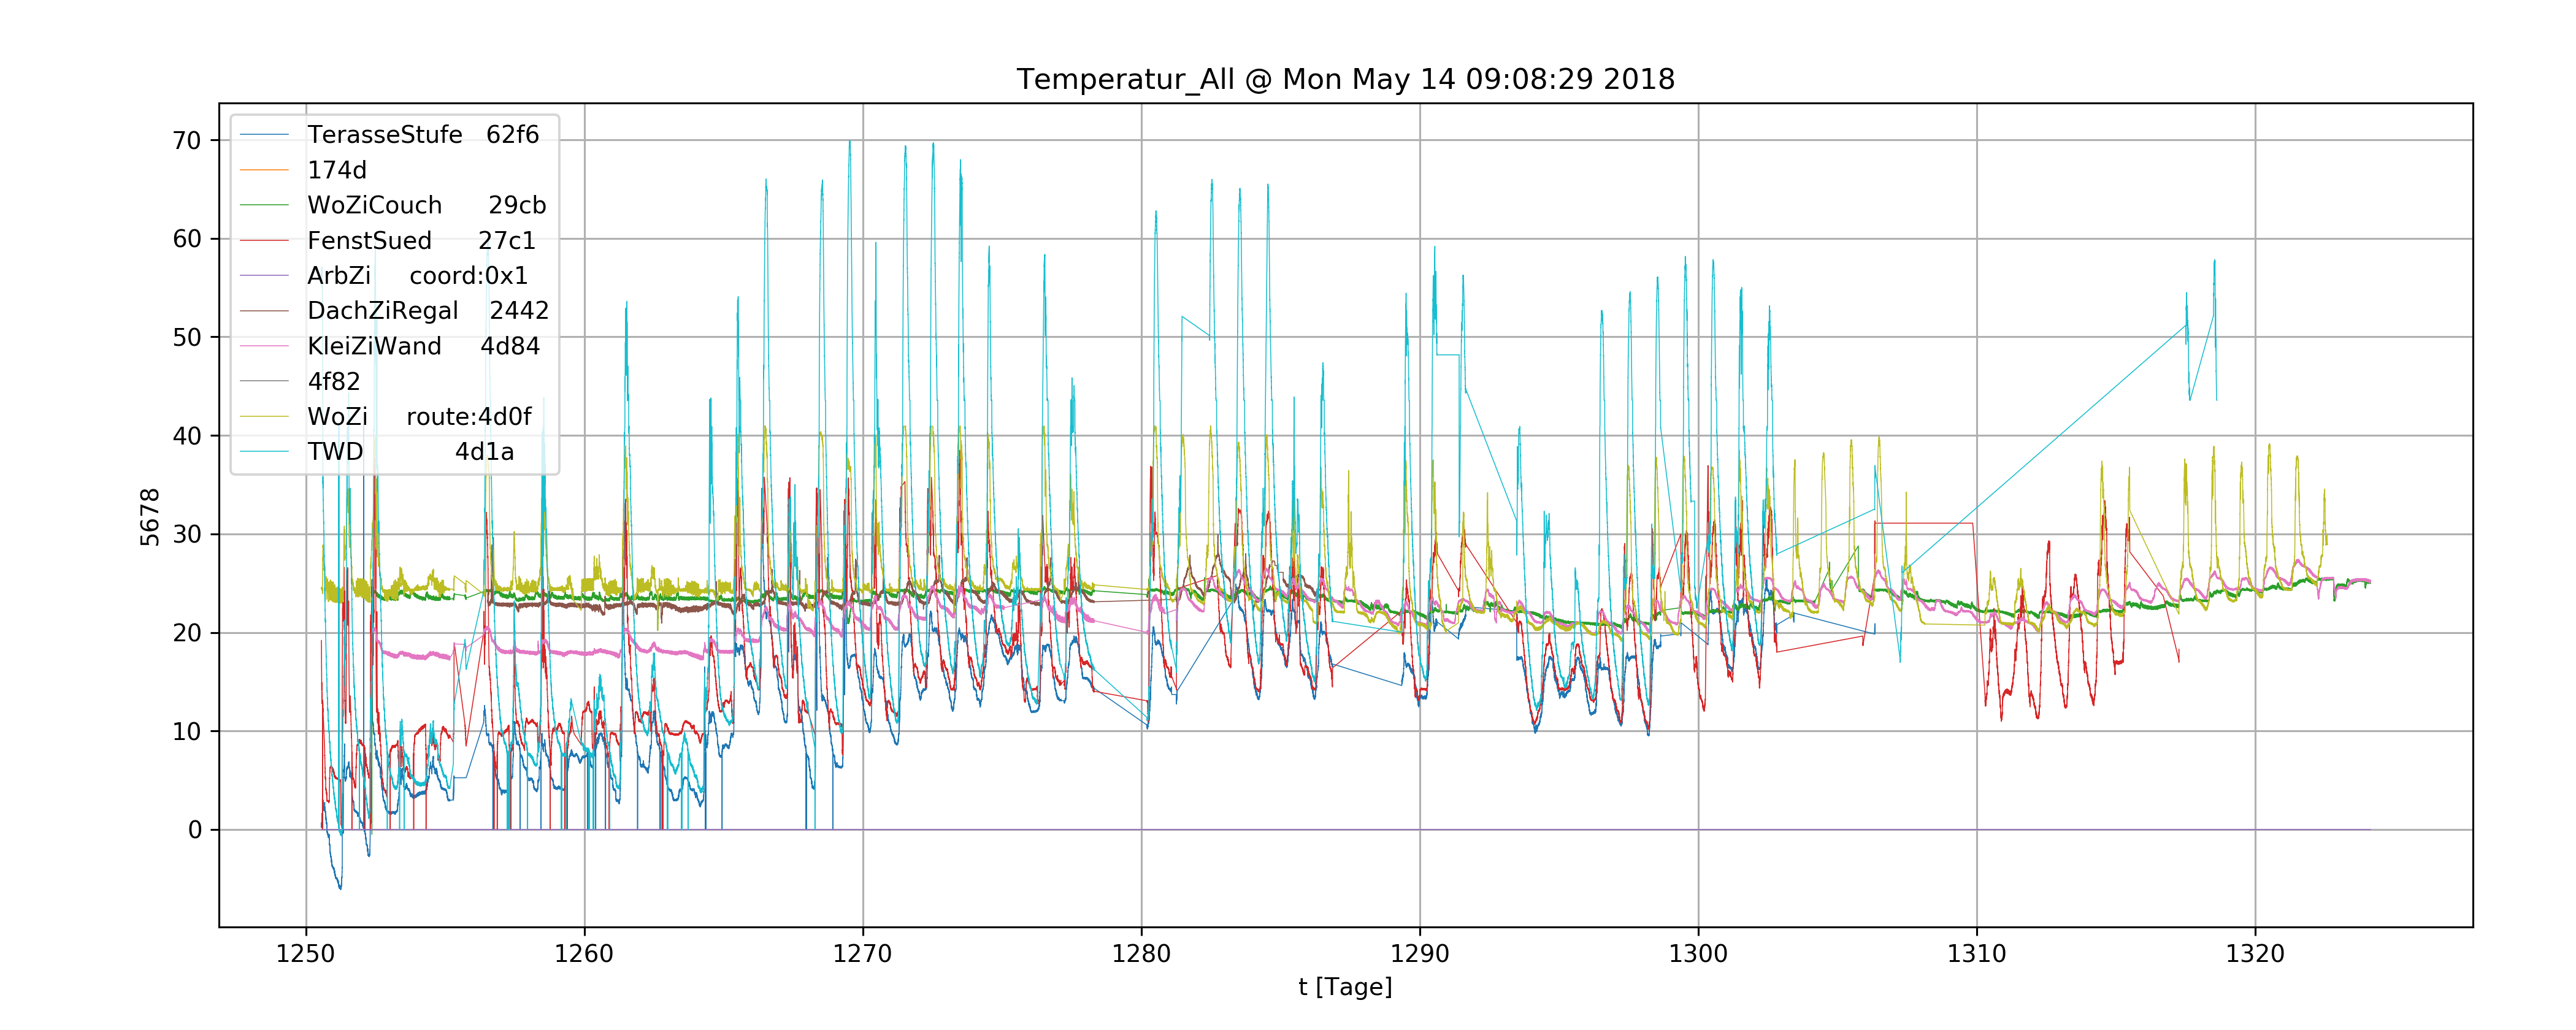 Temperatur_All @ Mon May 14 09:08:29 2018
TerasseStufe 62f6
174d
WoZiCouch 29cb
FenstSued 27c1
ArbZi coord:0x1
DachZiRegal 2442
KleiZiWand 4d84
4f82
WoZi route:4d0f
TWD 4d1a
70
60
50
40
30
20
10
0
5678
1250 1260 1270 1280 1290 1300 1310 1320
t [Tage]